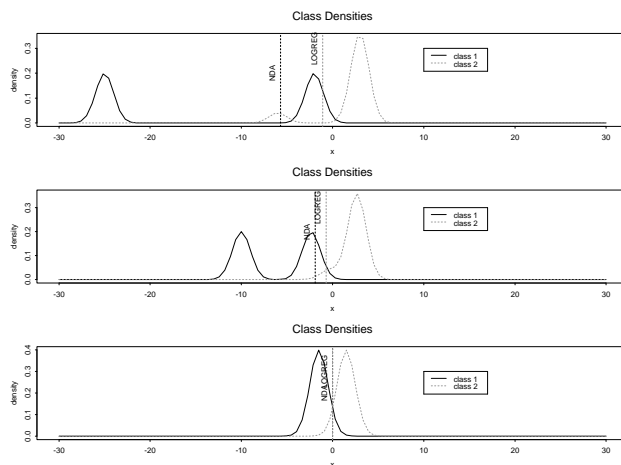 Class Densities
density
0.0 0.1 0.2 0.3
NDA
LOGREG
class 1
class 2
-30 -20 -10 0 10 20 30
x
Class Densities
density
0.0 0.1 0.2 0.3
NDA
LOGREG
class 1
class 2
-30 -20 -10 0 10 20 30
x
Class Densities
density
0.0 0.1 0.2 0.3 0.4
NDA
LOGREG
class 1
class 2
-30 -20 -10 0 10 20 30
x